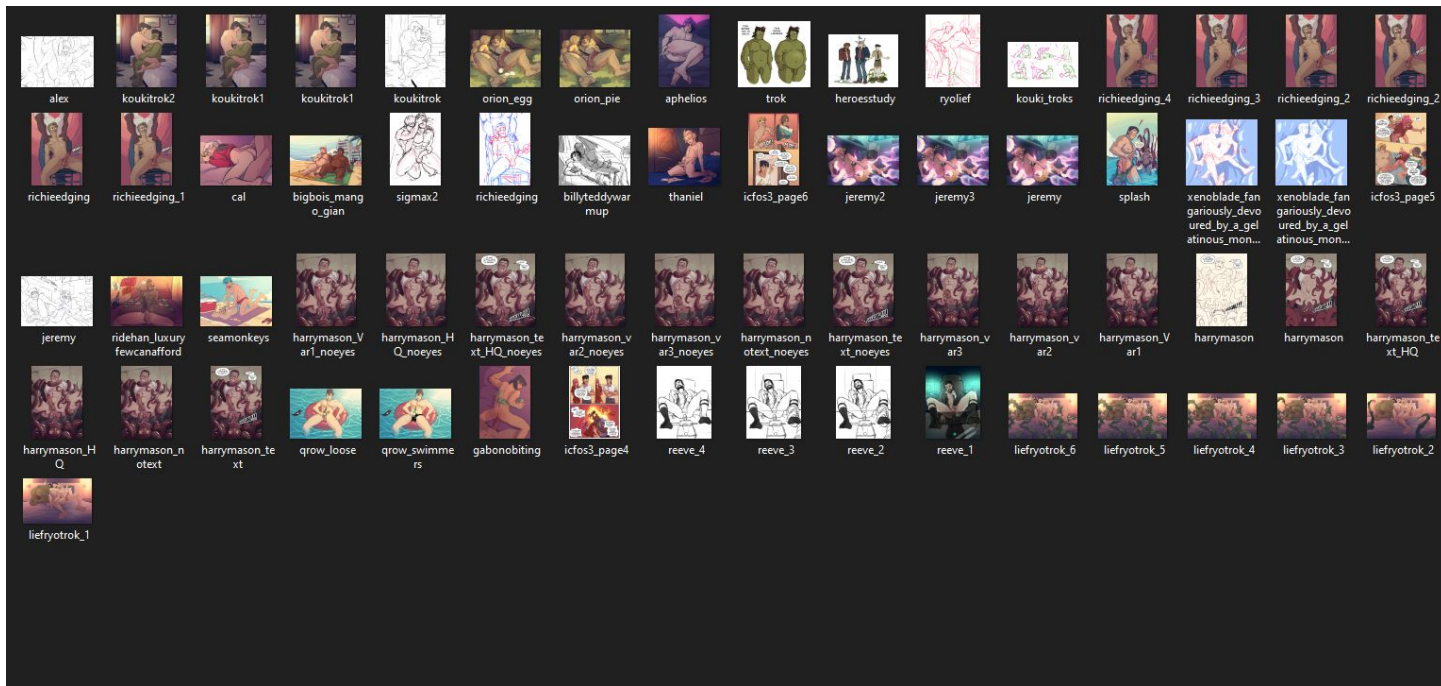 alex
koukitrok2
koukitrok1
koukitrok1
koukitrok
orion_egg
orion_pie
aphelios
trok
heroesstudy
ryolief
kouki_troks
richieedging_4
richieedging_3
richieedging_2
richieedging_2
richieedging
richieedging_1
cal
bigbois_mang
o_gian
sigmax2
richieedging
billyteddywar
mup
thaniel
icfos3_page6
jeremy2
jeremy3
jeremy
splash
xenoblade_fan
gariously_devo
ured_by_a_gel
atinous_mon...
xenoblade_fan
gariously_devo
ured_by_a_gel
atinous_mon...
icfos3_page5
jeremy
ridehan_luxury
fewcanafford
seamonkeys
harrymason_V
ar1_noeyes
harrymason_H
Q_noeyes
harrymason_te
xt_HQ_noeyes
harrymason_v
ar2_noeyes
harrymason_v
ar3_noeyes
harrymason_n
otext_noeyes
harrymason_te
xt_noeyes
harrymason_v
ar3
harrymason_v
ar2
harrymason_V
ar1
harrymason
harrymason
harrymason_te
xt_HQ
harrymason_H
Q
harrymason_n
otext
harrymason_te
xt
qrow_loose
qrow_swimme
rs
gabonobiting
icfos3_page4
reeve_4
reeve_3
reeve_2
reeve_1
liefryotrok_6
liefryotrok_5
liefryotrok_4
liefryotrok_3
liefryotrok_2
liefryotrok_1